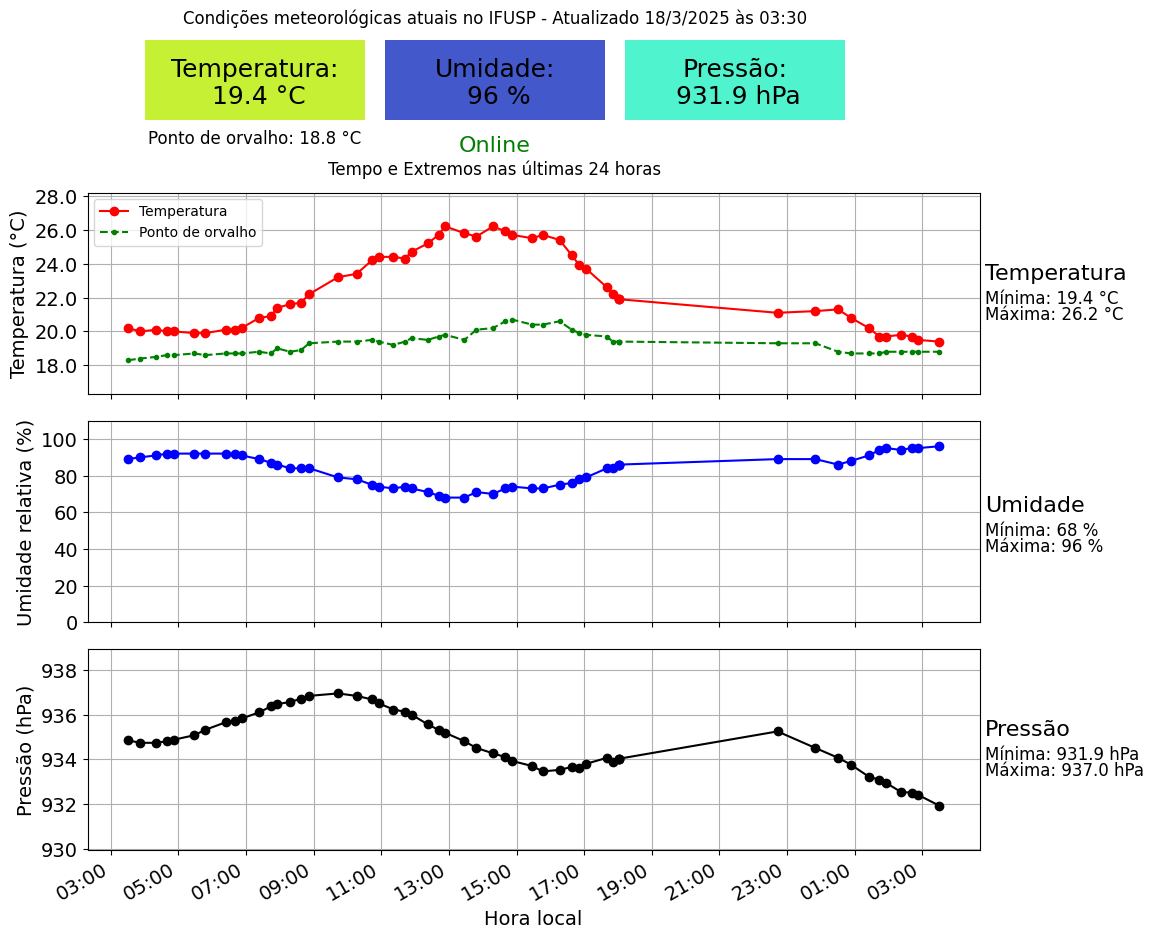 Condições meteorológicas atuais no IFUSP - Atualizado 18/3/2025 às 03:30
Temperatura:
19.4 °C
Umidade:
96 %
Pressão:
931.9 hPa
Ponto de orvalho: 18.8 °C
Online
Tempo e Extremos nas últimas 24 horas
Temperatura (°C)
28.0
26.0
24.0
22.0
20.0
18.0
Temperatura
Ponto de orvalho
Temperatura
Mínima: 19.4 °C
Máxima: 26.2 °C
Umidade relativa (%)
100
80
60
40
20
0
Umidade
Mínima: 68 %
Máxima: 96 %
Pressão (hPa)
938
936
934
932
930
Pressão
Mínima: 931.9 hPa
Máxima: 937.0 hPa
03:00 05:00 07:00 09:00 11:00 13:00 15:00 17:00 19:00 21:00 23:00 01:00 03:00
Hora local